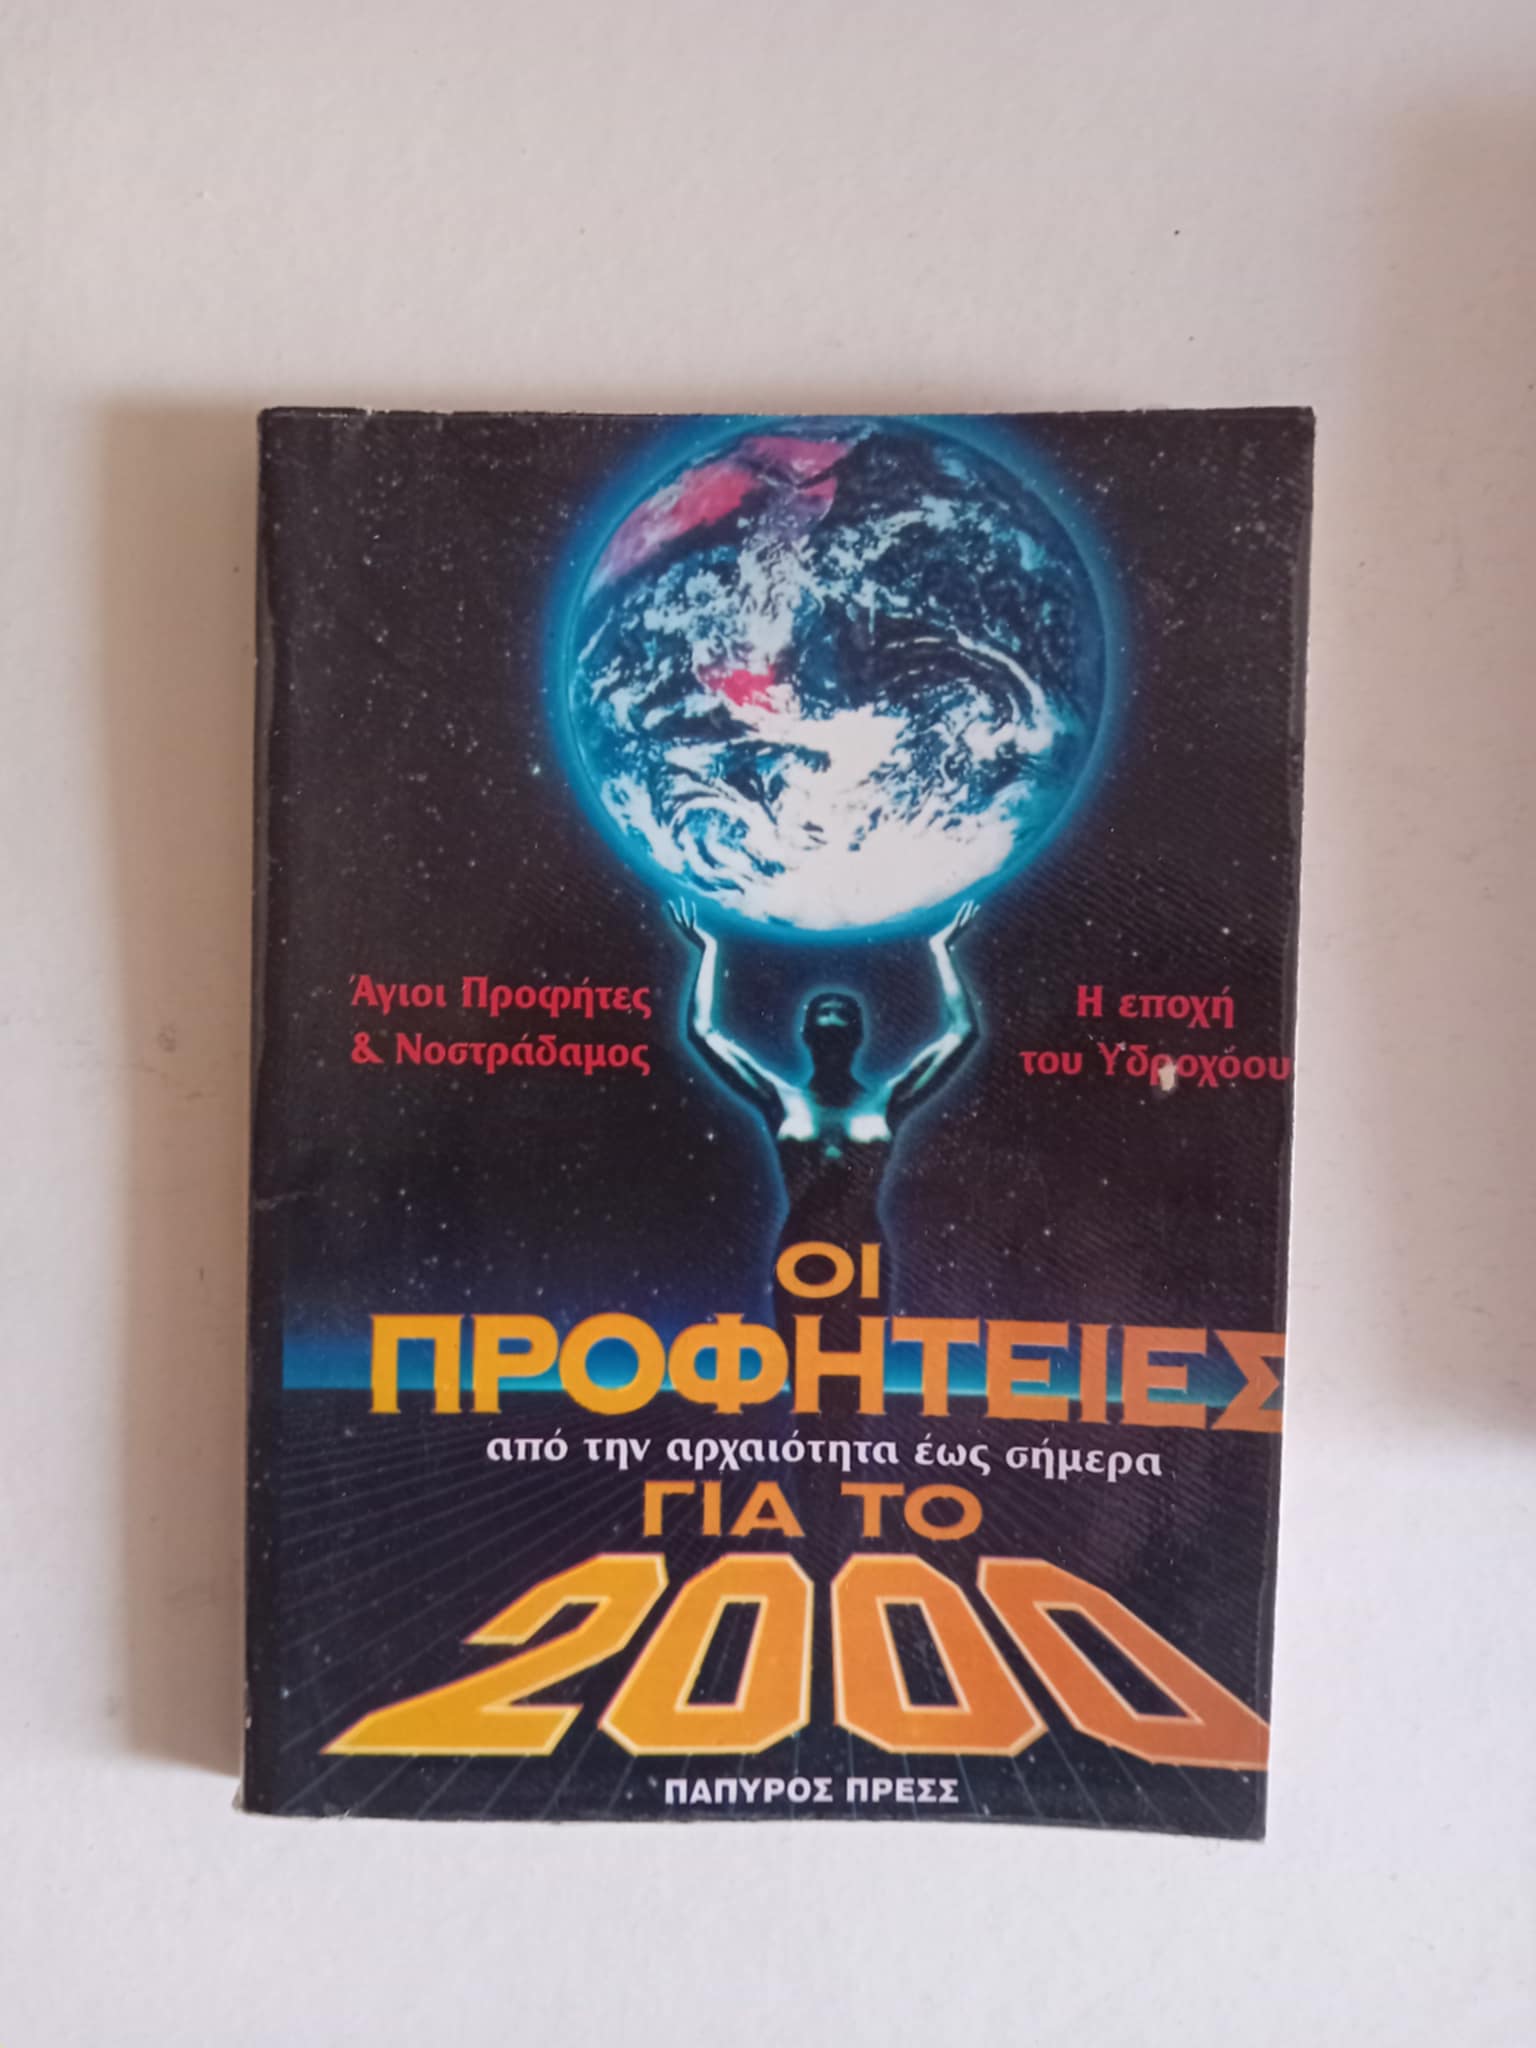 Άγιοι Προφήτες
& Νοστράδαμος
Η εποχή
του Υδροχόου
ΟΙ
ΠΡΟΦΗΤΕΙΕΣ
από την αρχαιότητα έως σήμερα
ΓΙΑ ΤΟ
2000
ΠΑΠΥΡΟΣ ΠΡΕΣΣ